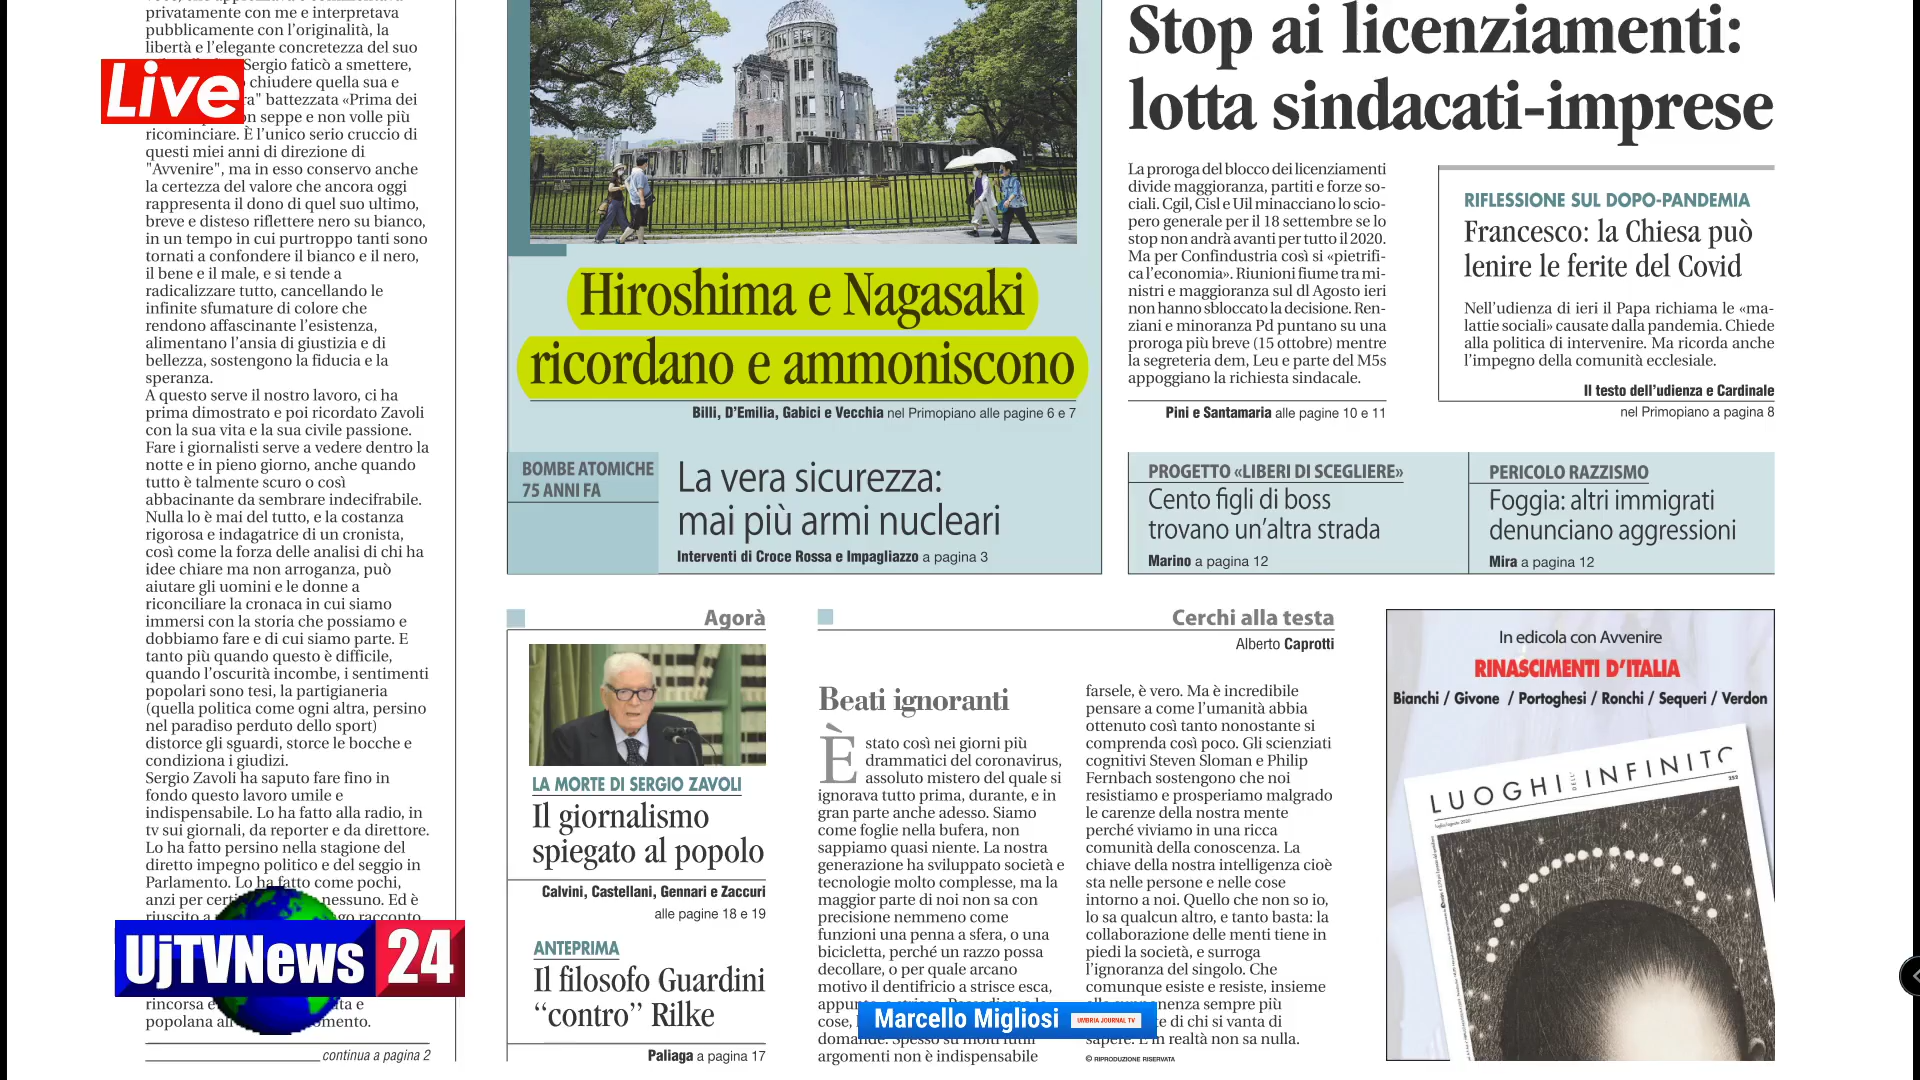 privatamente con me e interpretava
pubblicamente con l'originalità, la
libertà e l'elegante concretezza del suo
Sergio faticò a smettere,
chiudere quella sua e
battezzata «Prima dei
seppe e non volle più
ricominciare. È l'unico serio cruccio di
questi miei anni di direzione di
"Avvenire", ma in esso conservo anche
la certezza del valore che ancora oggi
rappresenta il dono di quel suo ultimo,
breve e disteso riflettere nero su bianco,
in un tempo in cui purtroppo tanti sono
tornati a confondere il bianco e il nero,
il bene e il male, e si tende a
radicalizzare tutto, cancellando le
infinite sfumature di colore che
rendono affascinante l'esistenza,
alimentano l'ansia di giustizia e di
bellezza, sostengono la fiducia e la
speranza.
A questo serve il nostro lavoro, ci ha
prima dimostrato e poi ricordato Zavoli
con la sua vita e la sua civile passione.
Fare i giornalisti serve a vedere dentro la
notte e in pieno giorno, anche quando
tutto è talmente scuro o così
abbacinante da sembrare indecifrabile.
Nulla lo è mai del tutto, e la costanza
rigorosa e indagatrice di un cronista,
così come la forza delle analisi di chi ha
idee chiare ma non arroganza, può
aiutare gli uomini e le donne a
riconciliare la cronaca in cui siamo
immersi con la storia che possiamo e
dobbiamo fare e di cui siamo parte. E
tanto più quando questo è difficile,
quando l'oscurità incombe, i sentimenti
popolari sono tesi, la partigianeria
(quella politica come ogni altra, persino
nel paradiso perduto dello sport)
distorce gli sguardi, storce le bocche e
condiziona i giudizi.
Sergio Zavoli ha saputo fare fino in
fondo questo lavoro umile e
indispensabile. Lo ha fatto alla radio, in
tv sui giornali, da reporter e da direttore.
Lo ha fatto persino nella stagione del
diretto impegno politico e del seggio in
Parlamento. Lo ha fatto come pochi,
anzi per nessuno. Ed è
riuscito a racconto
rincorsa e
popolana
continua a pagina 2
Live
UjTVNews 24
Hiroshima e Nagasaki
ricordano e ammoniscono
Billi, D'Emilia, Gabici e Vecchia nel Primopiano alle pagine 6 e 7
BOMBE ATOMICHE
75 ANNI FA
La vera sicurezza:
mai più armi nucleari
Interventi di Croce Rossa e Impagliazzo a pagina 3
Stop ai licenziamenti:
lotta sindacati-imprese
La proroga del blocco dei licenziamenti
divide maggioranza, partiti e forze so-
ciali. Cgil, Cisl e Uil minacciano lo scio-
pero generale per il 18 settembre se lo
stop non andrà avanti per tutto il 2020.
Ma per Confindustria così si «pietrifi-
ca l'economia». Riunioni fiume tra mi-
nistri e maggioranza sul dl Agosto ieri
non hanno sbloccato la decisione. Ren-
ziani e minoranza Pd puntano su una
proroga più breve (15 ottobre) mentre
la segreteria dem, Leu e parte del M5s
appoggiano la richiesta sindacale.
Pini e Santamaria alle pagine 10 e 11
RIFLESSIONE SUL DOPO-PANDEMIA
Francesco: la Chiesa può
lenire le ferite del Covid
Nell'udienza di ieri il Papa richiama le «ma-
lattie sociali» causate dalla pandemia. Chiede
alla politica di intervenire. Ma ricorda anche
l'impegno della comunità ecclesiale.
Il testo dell'udienza e Cardinale
nel Primopiano a pagina 8
PROGETTO «LIBERI DI SCEGLIERE»
Cento figli di boss
trovano un'altra strada
Marino a pagina 12
PERICOLO RAZZISMO
Foggia: altri immigrati
denunciano aggressioni
Mira a pagina 12
Agorà
LA MORTE DI SERGIO ZAVOLI
Il giornalismo
spiegato al popolo
Calvini, Castellani, Gennari e Zaccuri
alle pagine 18 e 19
ANTEPRIMA
Il filosofo Guardini
“contro” Rilke
Paliaga a pagina 17
Cerchi alla testa
Alberto Caprotti
Beati ignoranti
È stato così nei giorni più
drammatici del coronavirus,
assoluto mistero del quale si
ignorava tutto prima, durante, e in
gran parte anche adesso. Siamo
come foglie nella bufera, non
sappiamo quasi niente. La nostra
generazione ha sviluppato società e
tecnologie molto complesse, ma la
maggior parte di noi non sa con
precisione nemmeno come
funzioni una penna a sfera, o una
bicicletta, perché un razzo possa
decollare, o per quale arcano
motivo il dentifricio a strisce esca,
cose,
argomenti non è indispensabile
farsele, è vero. Ma è incredibile
pensare a come l'umanità abbia
ottenuto così tanto nonostante si
comprenda così poco. Gli scienziati
cognitivi Steven Sloman e Philip
Fernbach sostengono che noi
resistiamo e prosperiamo malgrado
le carenze della nostra mente
perché viviamo in una ricca
comunità della conoscenza. La
chiave della nostra intelligenza cioè
sta nelle persone e nelle cose
intorno a noi. Quello che non so io,
lo sa qualcun altro, e tanto basta: la
collaborazione delle menti tiene in
piedi la società, e surroga
l'ignoranza del singolo. Che
comunque esiste e resiste, insieme
sempre più
di chi si vanta di
sapere. E in realtà non sa nulla.
© RIPRODUZIONE RISERVATA
Marcello Migliosi UMBRIA JOURNAL TV
In edicola con Avvenire
RINASCIMENTI D'ITALIA
Bianchi / Givone / Portoghesi / Ronchi / Sequeri / Verdon
LUOGHI DELL' INFINITO